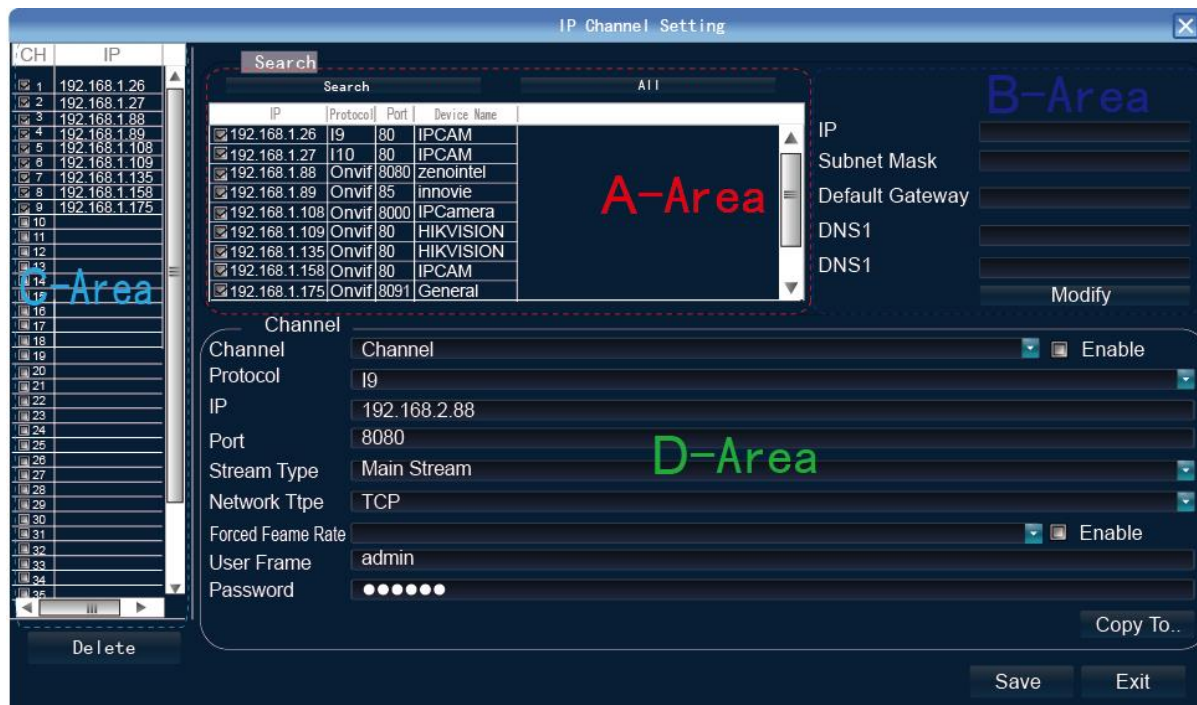 IP Channel Setting
CH IP
1 192.168.1.26
2 192.168.1.27
3 192.168.1.88
4 192.168.1.89
5 192.168.1.108
6 192.168.1.109
7 192.168.1.135
8 192.168.1.158
9 192.168.1.175
10
11
12
13
14
15
16
17
18
19
20
21
22
23
24
25
26
27
28
29
30
31
32
33
34
35
C-Area
Delete
Search
Search All
IP Protocol Port Device Name
192.168.1.26 I9 80 IPCAM
192.168.1.27 I10 80 IPCAM
192.168.1.88 Onvif 8080 zenointel
192.168.1.89 Onvif 85 innovie
192.168.1.108 Onvif 8000 IPCamera
192.168.1.109 Onvif 80 HIKVISION
192.168.1.135 Onvif 80 HIKVISION
192.168.1.158 Onvif 80 IPCAM
192.168.1.175 Onvif 8091 General
A-Area
B-Area
IP
Subnet Mask
Default Gateway
DNS1
DNS1
Modify
Channel
Channel Channel Enable
Protocol I9
IP 192.168.2.88
Port 8080
D-Area
Stream Type Main Stream
Network Ttpe TCP
Forced Feame Rate Enable
User Frame admin
Password ●●●●●●
Copy To..
Save Exit